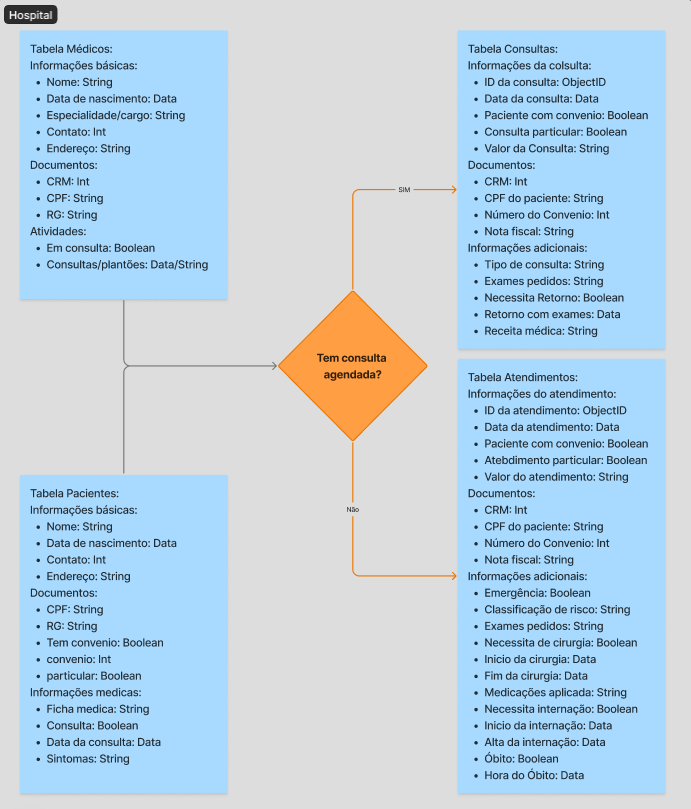 Hospital
Tabela Médicos:
Informações básicas:
• Nome: String
• Data de nascimento: Data
• Especialidade/cargo: String
• Contato: Int
• Endereço: String
Documentos:
• CRM: Int
• CPF: String
• RG: String
Atividades:
• Em consulta: Boolean
• Consultas/plantões: Data/String
Tabela Pacientes:
Informações básicas:
• Nome: String
• Data de nascimento: Data
• Contato: Int
• Endereço: String
Documentos:
• CPF: String
• RG: String
• Tem convenio: Boolean
• convenio: Int
• particular: Boolean
Informações medicas:
• Ficha medica: String
• Consulta: Boolean
• Data da consulta: Data
• Sintomas: String
Tem consulta
agendada?
SIM
Não
Tabela Consultas:
Informações da colsulta:
• ID da consulta: ObjectID
• Data da consulta: Data
• Paciente com convenio: Boolean
• Consulta particular: Boolean
• Valor da Consulta: String
Documentos:
• CRM: Int
• CPF do paciente: String
• Número do Convenio: Int
• Nota fiscal: String
Informações adicionais:
• Tipo de consulta: String
• Exames pedidos: String
• Necessita Retorno: Boolean
• Retorno com exames: Data
• Receita médica: String
Tabela Atendimentos:
Informações do atendimento:
• ID da atendimento: ObjectID
• Data da atendimento: Data
• Paciente com convenio: Boolean
• Atebdimento particular: Boolean
• Valor do atendimento: String
Documentos:
• CRM: Int
• CPF do paciente: String
• Número do Convenio: Int
• Nota fiscal: String
Informações adicionais:
• Emergência: Boolean
• Classificação de risco: String
• Exames pedidos: String
• Necessita de cirurgia: Boolean
• Inicio da cirurgia: Data
• Fim da cirurgia: Data
• Medicações aplicada: String
• Necessita internação: Boolean
• Inicio da internação: Data
• Alta da internação: Data
• Óbito: Boolean
• Hora do Óbito: Data